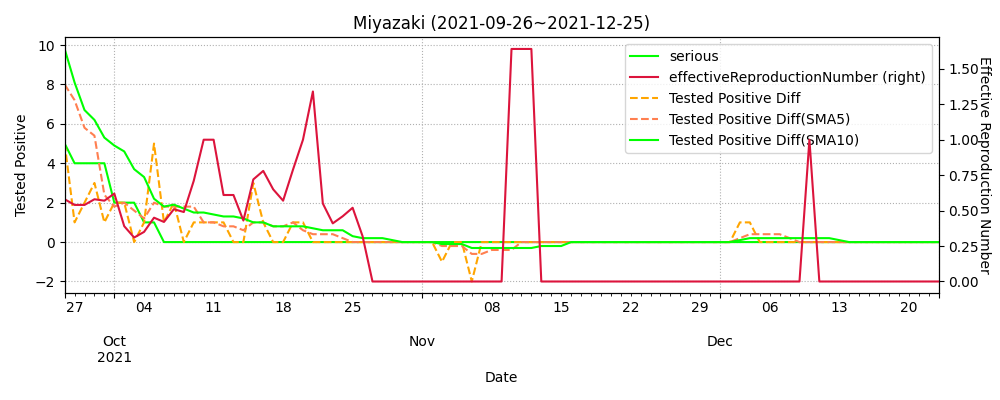 Miyazaki (2021-09-26~2021-12-25)
Tested Positive
10
8
6
4
2
0
−2
serious
effectiveReproductionNumber (right)
Tested Positive Diff
Tested Positive Diff(SMA5)
Tested Positive Diff(SMA10)
1.50
1.25
1.00
0.75
0.50
0.25
0.00
Effective Reproduction Number
27 04 11 18 25 08 15 22 29 06 13 20
Oct Nov Dec
2021
Date